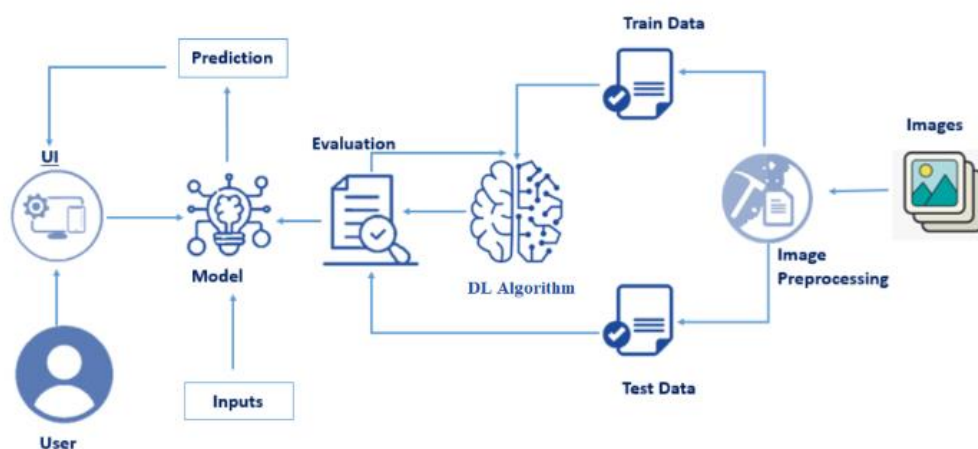 Train Data
Prediction
Images
Evaluation
UI
Image
Preprocessing
Model
DL Algorithm
Test Data
Inputs
User